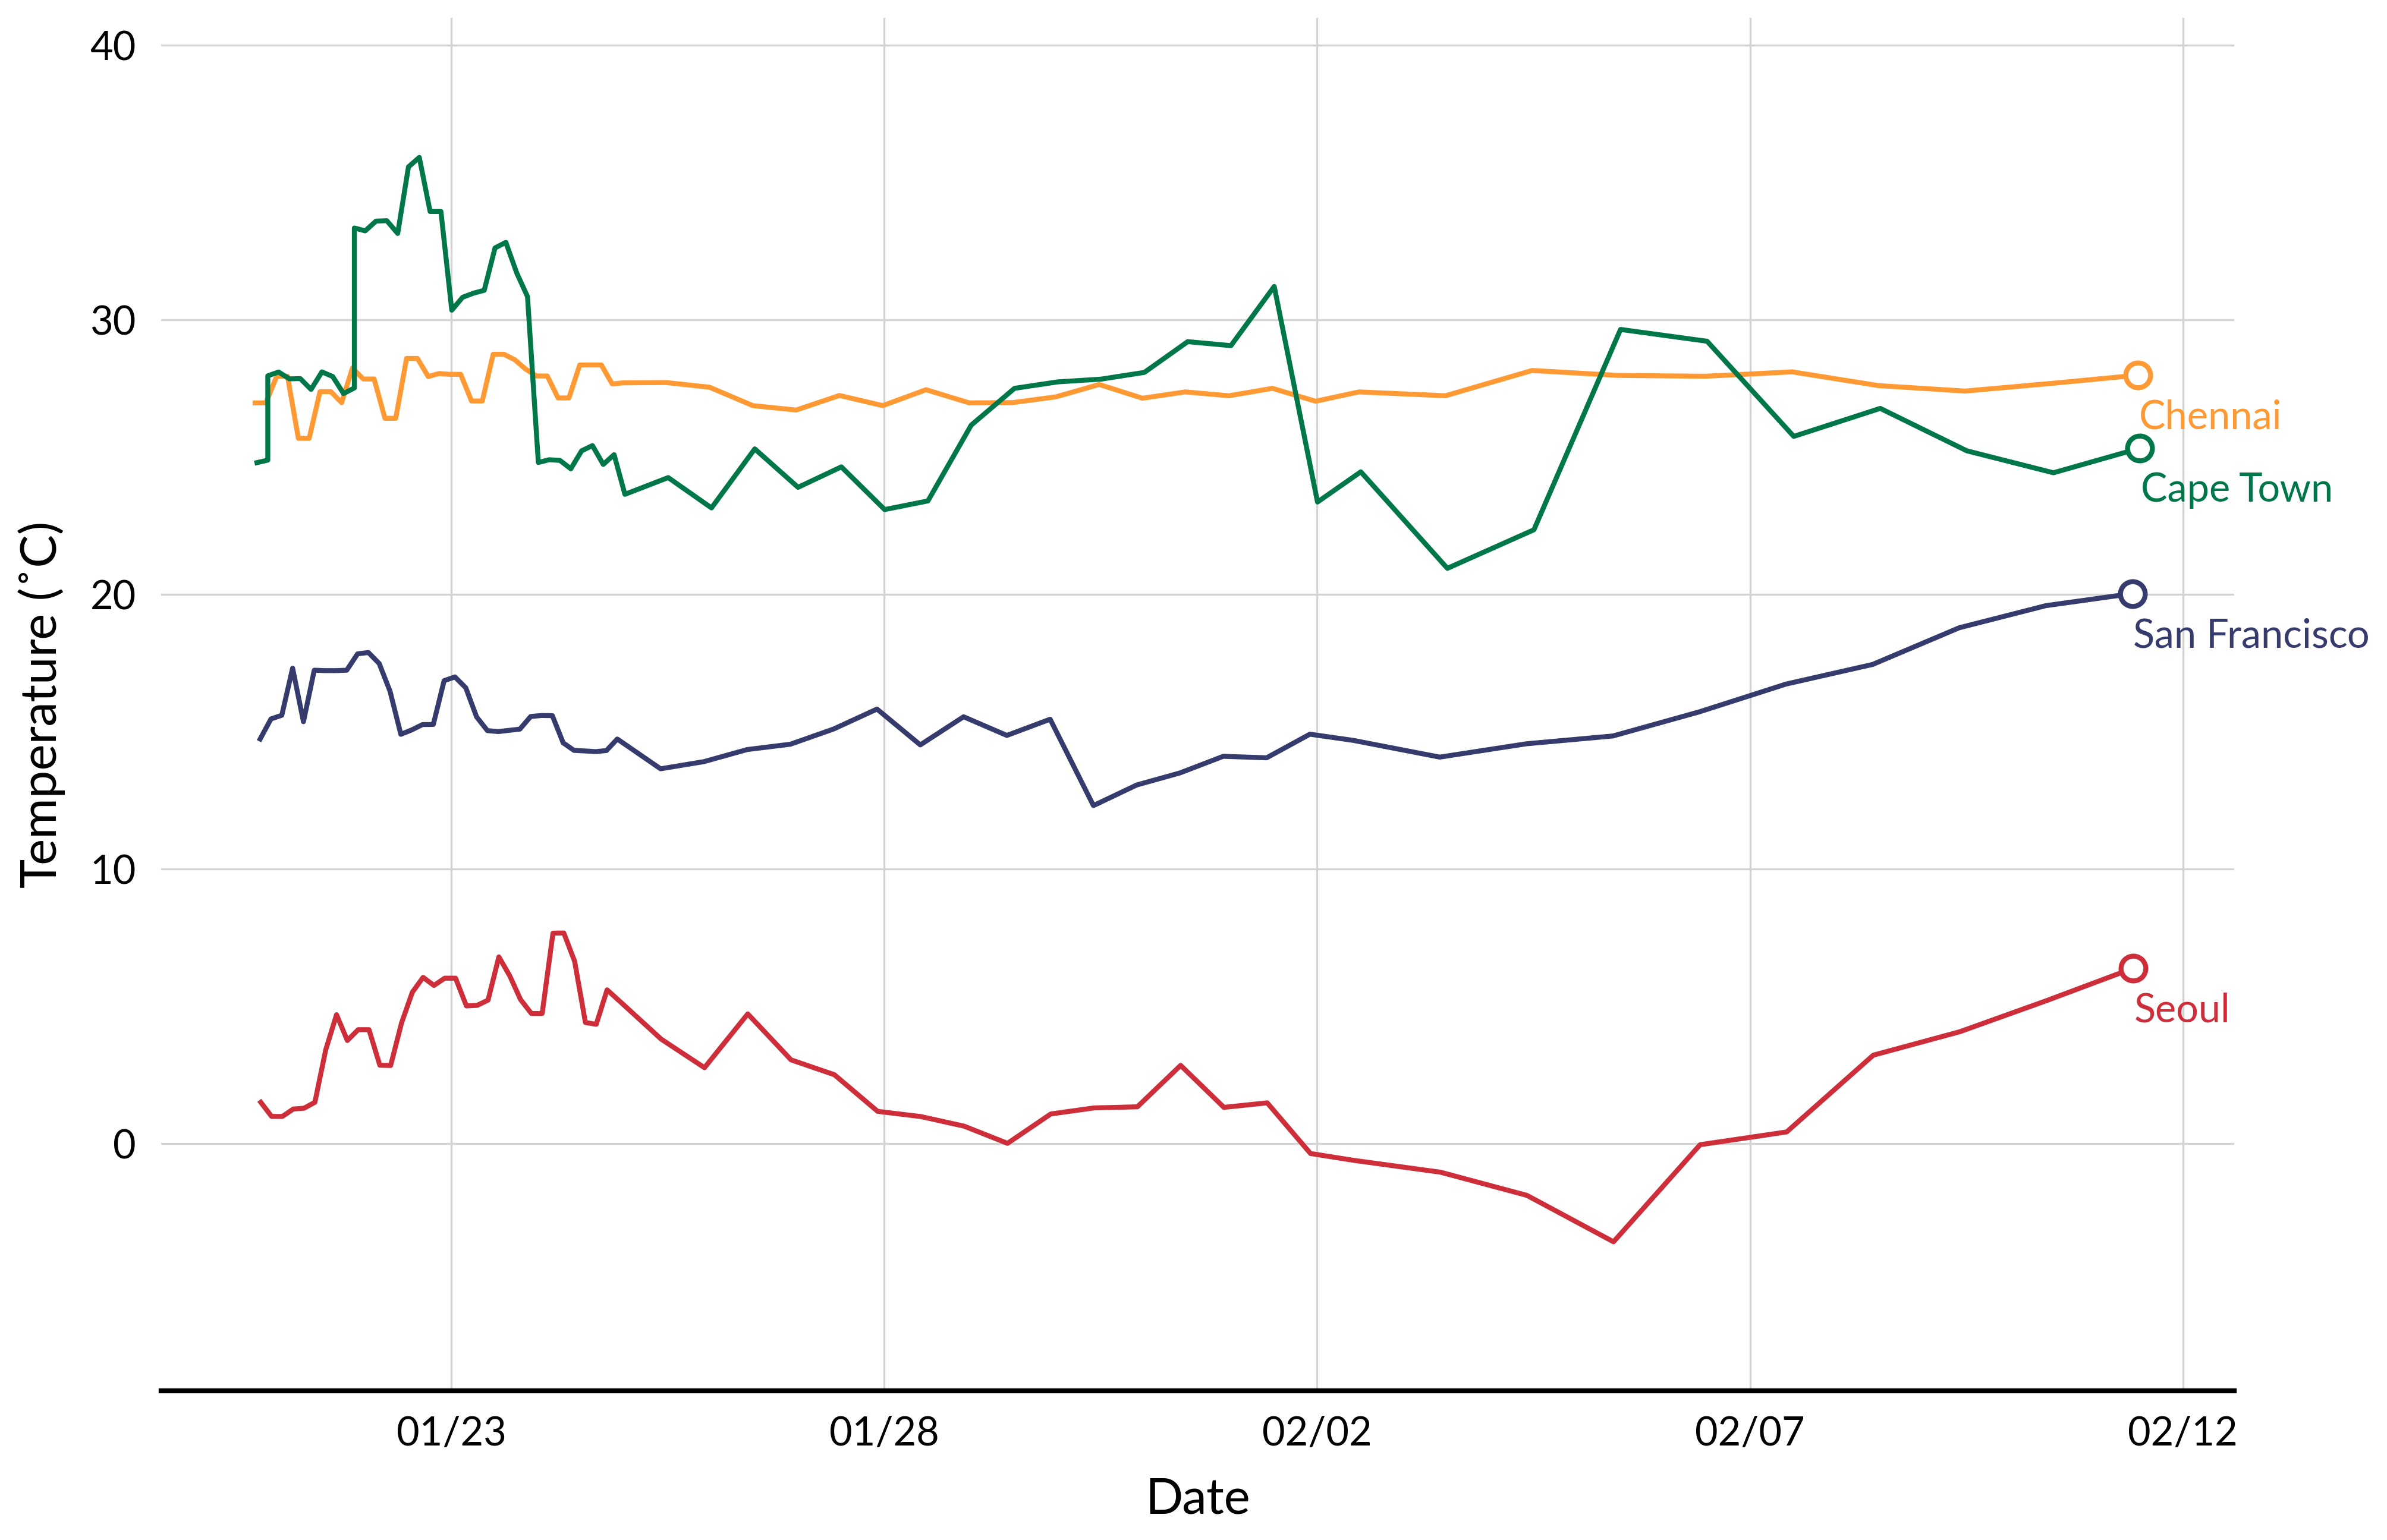 40
30
20
10
0
Temperature (°C)
Chennai
Cape Town
San Francisco
Seoul
01/23
01/28
02/02
02/07
02/12
Date